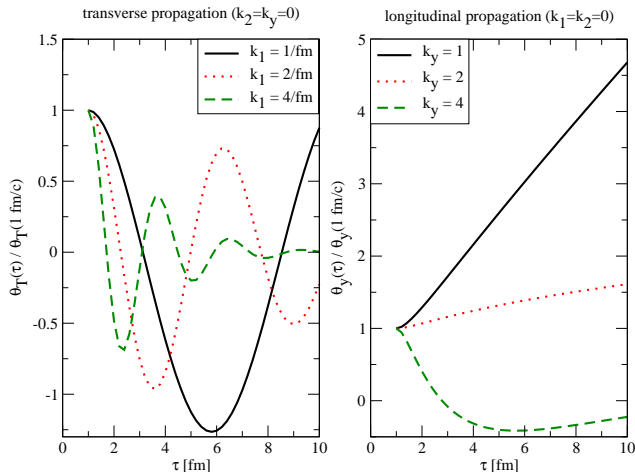 transverse propagation (k2=ky=0)
1.5
1
0.5
0
-0.5
-1
0 2 4 6 8 10
τ [fm]
θT(τ) / θT(1 fm/c)
k1 = 1/fm
k1 = 2/fm
k1 = 4/fm
longitudinal propagation (k1=k2=0)
5
4
3
2
1
0
0 2 4 6 8 10
τ [fm]
θy(τ) / θy(1 fm/c)
ky = 1
ky = 2
ky = 4